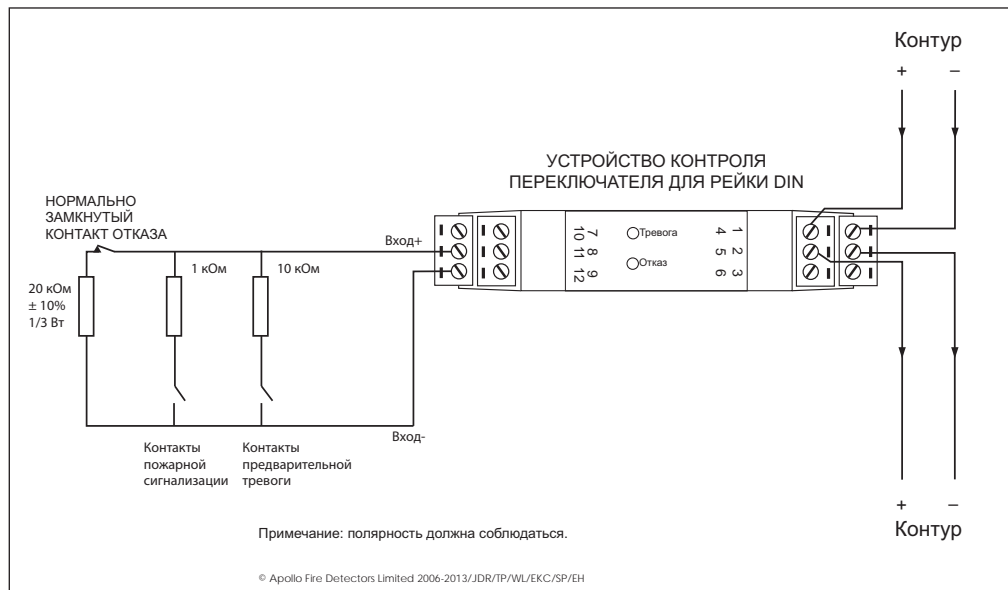 Контур
+ –
УСТРОЙСТВО КОНТРОЛЯ
ПЕРЕКЛЮЧАТЕЛЯ ДЛЯ РЕЙКИ DIN
НОРМАЛЬНО
ЗАМКНУТЫЙ
КОНТАКТ ОТКАЗА
Вход+
10 7 Тревога 4 1
11 8 5 2
12 9 Отказ 6 3
1 кОм 10 кОм
20 кОм
± 10%
1/3 Вт
Вход-
Контакты
пожарной
сигнализации
Контакты
предварительной
тревоги
+ –
Контур
Примечание: полярность должна соблюдаться.
© Apollo Fire Detectors Limited 2006-2013/JDR/TP/WL/EKC/SP/EH